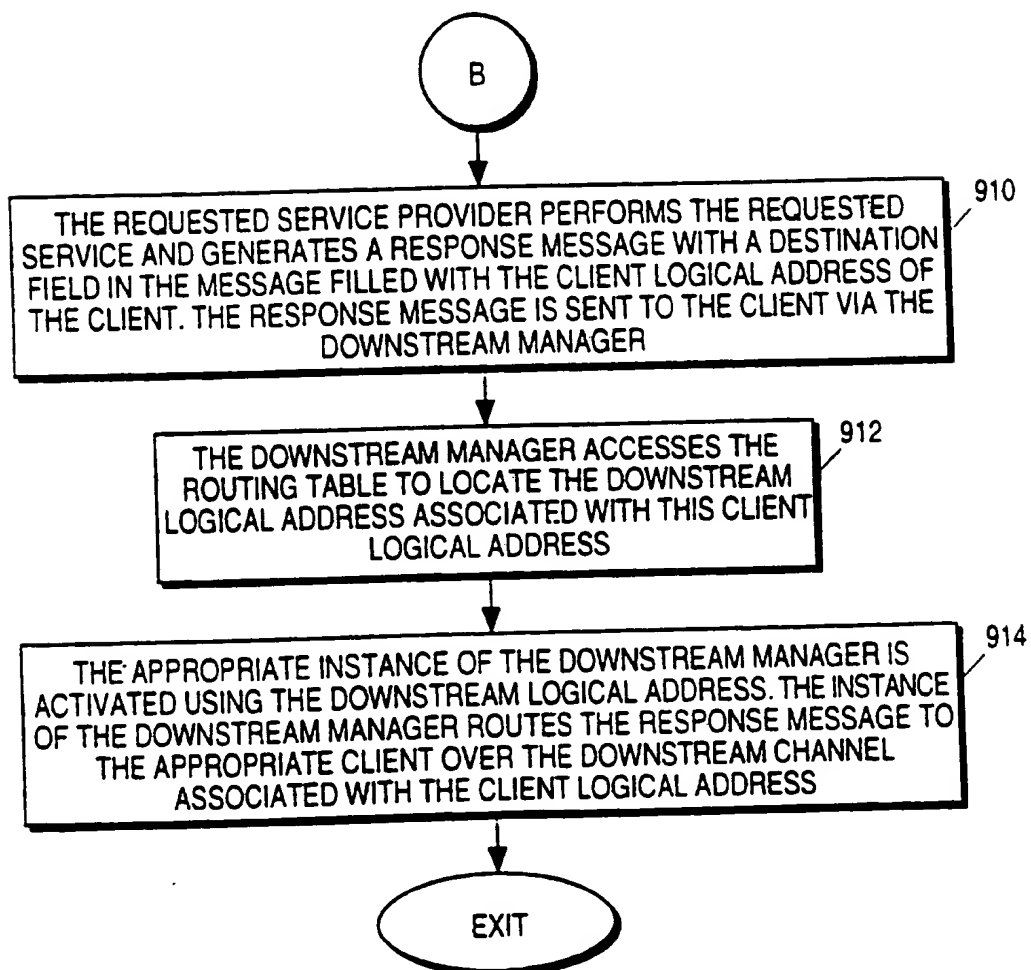 B
910
THE REQUESTED SERVICE PROVIDER PERFORMS THE REQUESTED
SERVICE AND GENERATES A RESPONSE MESSAGE WITH A DESTINATION
FIELD IN THE MESSAGE FILLED WITH THE CLIENT LOGICAL ADDRESS OF
THE CLIENT. THE RESPONSE MESSAGE IS SENT TO THE CLIENT VIA THE
DOWNSTREAM MANAGER
912
THE DOWNSTREAM MANAGER ACCESSES THE
ROUTING TABLE TO LOCATE THE DOWNSTREAM
LOGICAL ADDRESS ASSOCIATED WITH THIS CLIENT
LOGICAL ADDRESS
914
THE APPROPRIATE INSTANCE OF THE DOWNSTREAM MANAGER IS
ACTIVATED USING THE DOWNSTREAM LOGICAL ADDRESS. THE INSTANCE
OF THE DOWNSTREAM MANAGER ROUTES THE RESPONSE MESSAGE TO
THE APPROPRIATE CLIENT OVER THE DOWNSTREAM CHANNEL
ASSOCIATED WITH THE CLIENT LOGICAL ADDRESS
EXIT